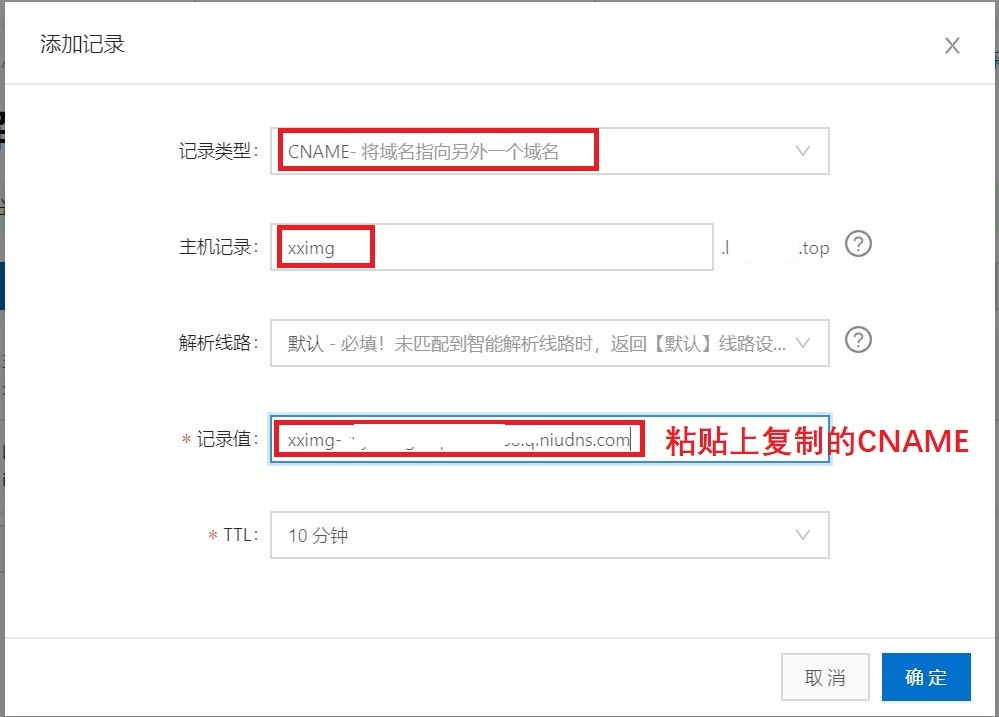 添加记录
记录类型: CNAME- 将域名指向另外一个域名
主机记录: xximg .l .top ?
解析线路: 默认 - 必填！未匹配到智能解析线路时，返回【默认】线路设... ?
* 记录值: xximg- .qiniudns.com 粘贴上复制的CNAME
* TTL: 10 分钟
取 消 确 定